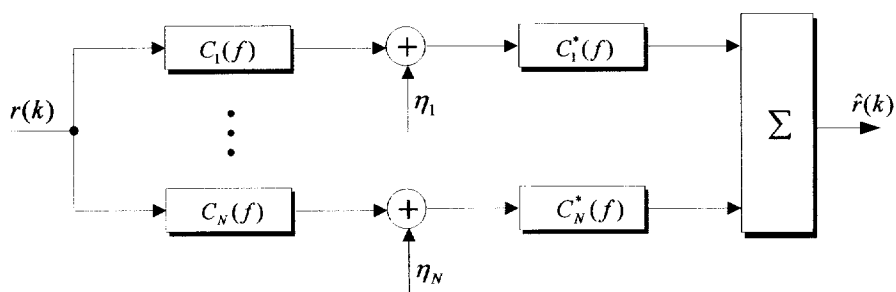 C₁(f)
C₁*(f)
η₁
r(k)
Σ
r̂(k)
C_N(f)
C_N*(f)
η_N